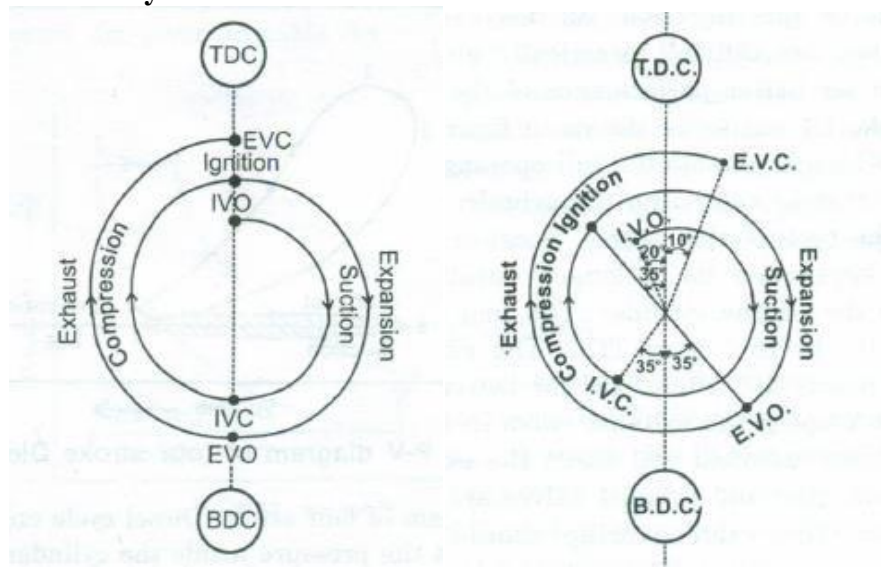 TDC
EVC
Ignition
IVO
Compression
Exhaust
Suction
Expansion
IVC
EVO
BDC
T.D.C.
E.V.C.
Ignition
I.V.O.
20°
10°
35°
Compression
Exhaust
Suction
Expansion
35°
35°
I.V.C.
E.V.O.
B.D.C.